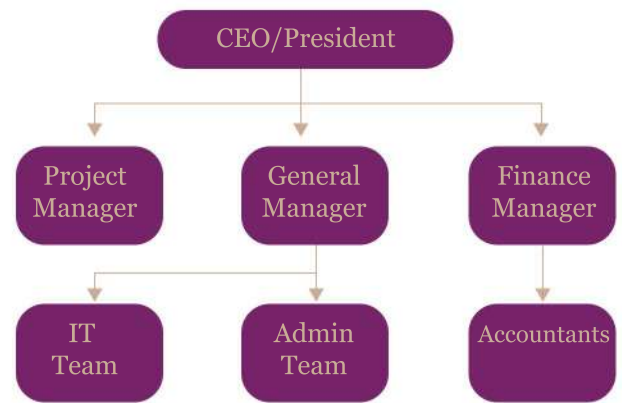 CEO/President
Project
Manager
General
Manager
Finance
Manager
IT
Team
Admin
Team
Accountants